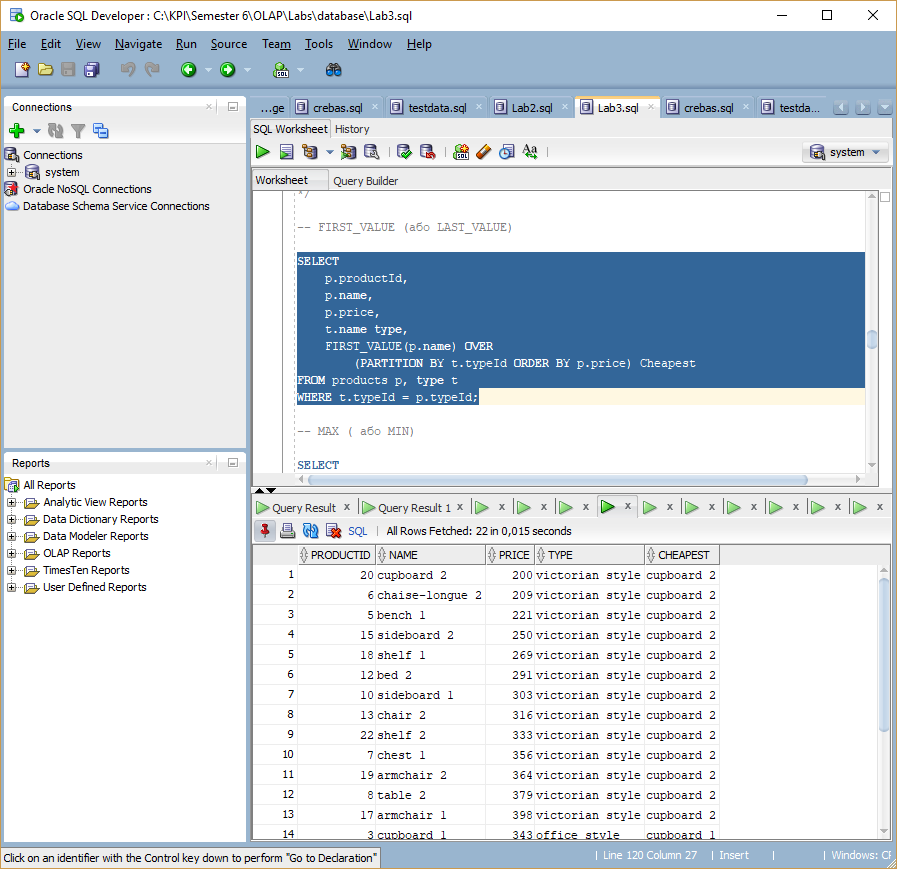 Oracle SQL Developer : C:\KPI\Semester 6\OLAP\Labs\database\Lab3.sql
File Edit View Navigate Run Source Team Tools Window Help
Connections
Connections
system
Oracle NoSQL Connections
Database Schema Service Connections
Reports
All Reports
Analytic View Reports
Data Dictionary Reports
Data Modeler Reports
OLAP Reports
TimesTen Reports
User Defined Reports
...ge crebas.sql testdata.sql Lab2.sql Lab3.sql crebas.sql testda...
SQL Worksheet History
system
Worksheet Query Builder
*/
-- FIRST_VALUE (або LAST_VALUE)
SELECT
p.productId,
p.name,
p.price,
t.name type,
FIRST_VALUE(p.name) OVER
(PARTITION BY t.typeId ORDER BY p.price) Cheapest
FROM products p, type t
WHERE t.typeId = p.typeId;
-- MAX ( або MIN)
SELECT
Query Result x Query Result 1 x
SQL | All Rows Fetched: 22 in 0,015 seconds
PRODUCTID NAME PRICE TYPE CHEAPEST
1 20 cupboard 2 200 victorian style cupboard 2
2 6 chaise-longue 2 209 victorian style cupboard 2
3 5 bench 1 221 victorian style cupboard 2
4 15 sideboard 2 250 victorian style cupboard 2
5 18 shelf 1 269 victorian style cupboard 2
6 12 bed 2 291 victorian style cupboard 2
7 10 sideboard 1 303 victorian style cupboard 2
8 13 chair 2 316 victorian style cupboard 2
9 22 shelf 2 333 victorian style cupboard 2
10 7 chest 1 356 victorian style cupboard 2
11 19 armchair 2 364 victorian style cupboard 2
12 8 table 2 379 victorian style cupboard 2
13 17 armchair 1 398 victorian style cupboard 2
14 3 cupboard 1 343 office style cupboard 1
Click on an identifier with the Control key down to perform "Go to Declaration"
| Line 120 Column 27 | Insert | | Windows: CR